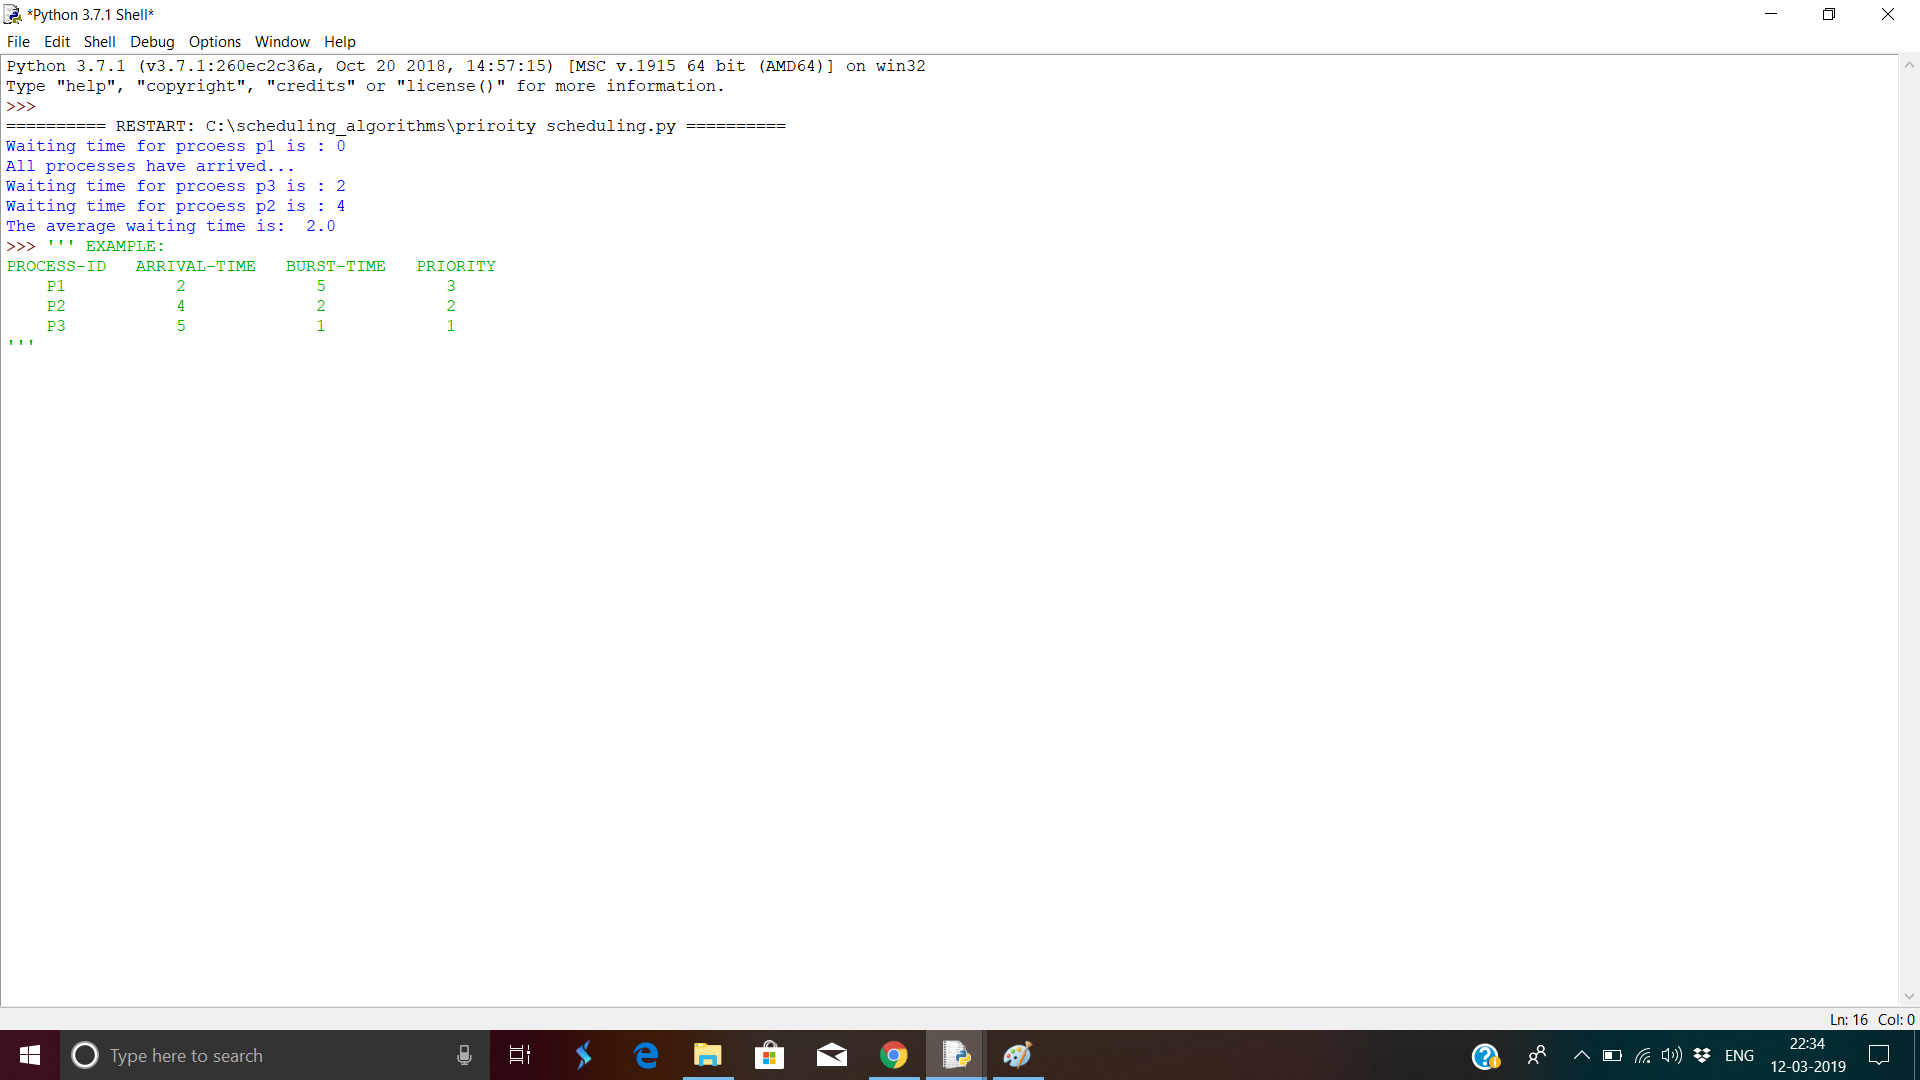 *Python 3.7.1 Shell*
File Edit Shell Debug Options Window Help
Python 3.7.1 (v3.7.1:260ec2c36a, Oct 20 2018, 14:57:15) [MSC v.1915 64 bit (AMD64)] on win32
Type "help", "copyright", "credits" or "license()" for more information.
>>>
========== RESTART: C:\scheduling_algorithms\priroity scheduling.py ==========
Waiting time for prcoess p1 is : 0
All processes have arrived...
Waiting time for prcoess p3 is : 2
Waiting time for prcoess p2 is : 4
The average waiting time is:  2.0
>>> ''' EXAMPLE:
PROCESS-ID   ARRIVAL-TIME   BURST-TIME   PRIORITY
    P1           2             5            3
    P2           4             2            2
    P3           5             1            1
'''
Ln: 16 Col: 0
Type here to search
ENG
22:34
12-03-2019